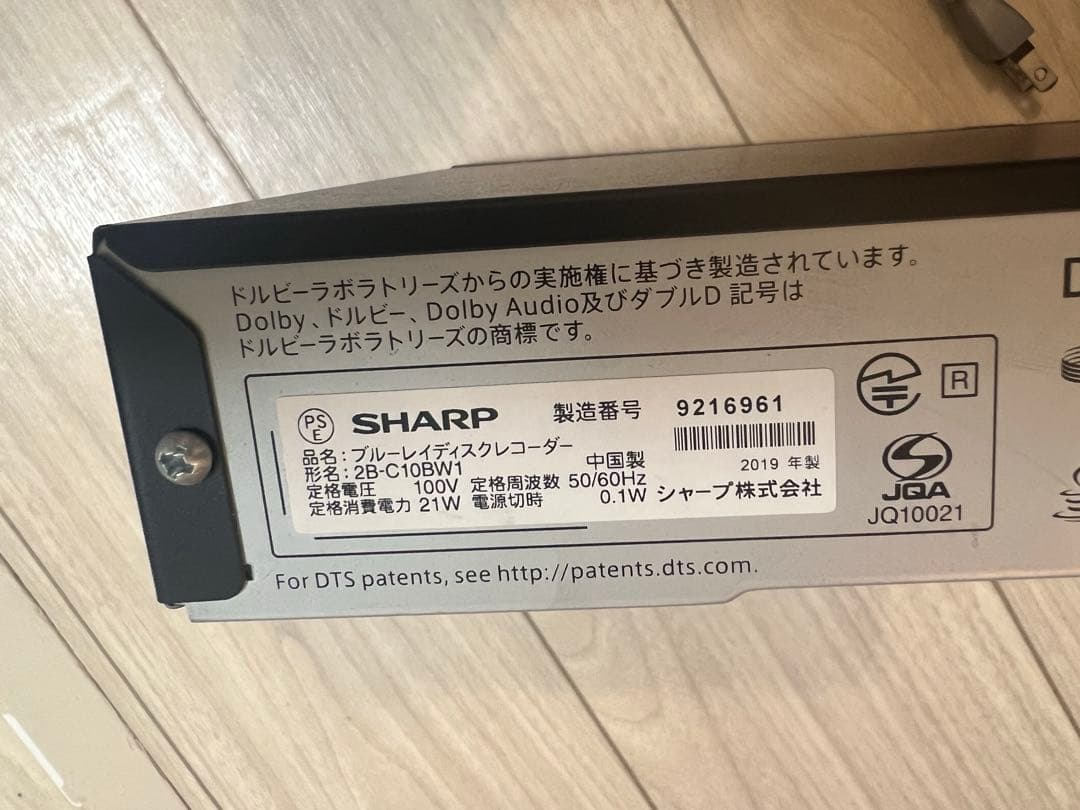 ドルビーラボラトリーズからの実施権に基づき製造されています。
Dolby、ドルビー、Dolby Audio及びダブルD 記号は
ドルビーラボラトリーズの商標です。
PS
E
SHARP 製造番号 9216961
品名:ブルーレイディスクレコーダー
形名:2B-C10BW1 中国製 2019 年製
定格電圧 100V 定格周波数 50/60Hz
定格消費電力 21W 電源切時 0.1W シャープ株式会社
R
JQA
JQ10021
For DTS patents, see http://patents.dts.com.